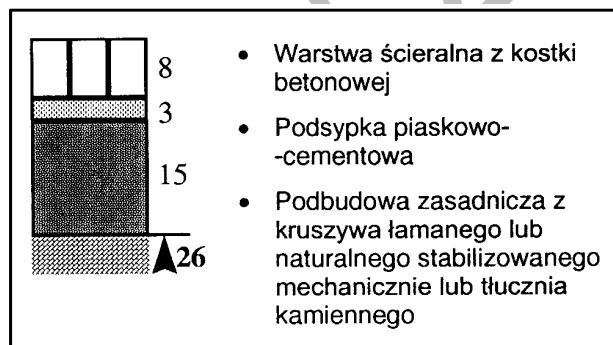 8
3
15
26
• Warstwa ścieralna z kostki
betonowej
• Podsypka piaskowo-
-cementowa
• Podbudowa zasadnicza z
kruszywa łamanego lub
naturalnego stabilizowanego
mechanicznie lub tłucznia
kamiennego